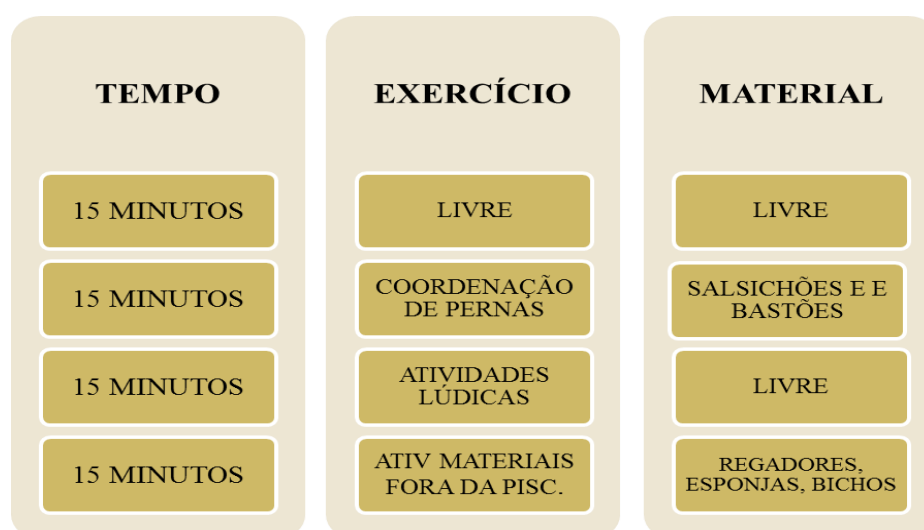 TEMPO
EXERCÍCIO
MATERIAL
15 MINUTOS
LIVRE
LIVRE
15 MINUTOS
COORDENAÇÃO
DE PERNAS
SALSICHÕES E E
BASTÕES
15 MINUTOS
ATIVIDADES
LÚDICAS
LIVRE
15 MINUTOS
ATIV MATERIAIS
FORA DA PISC.
REGADORES,
ESPONJAS, BICHOS